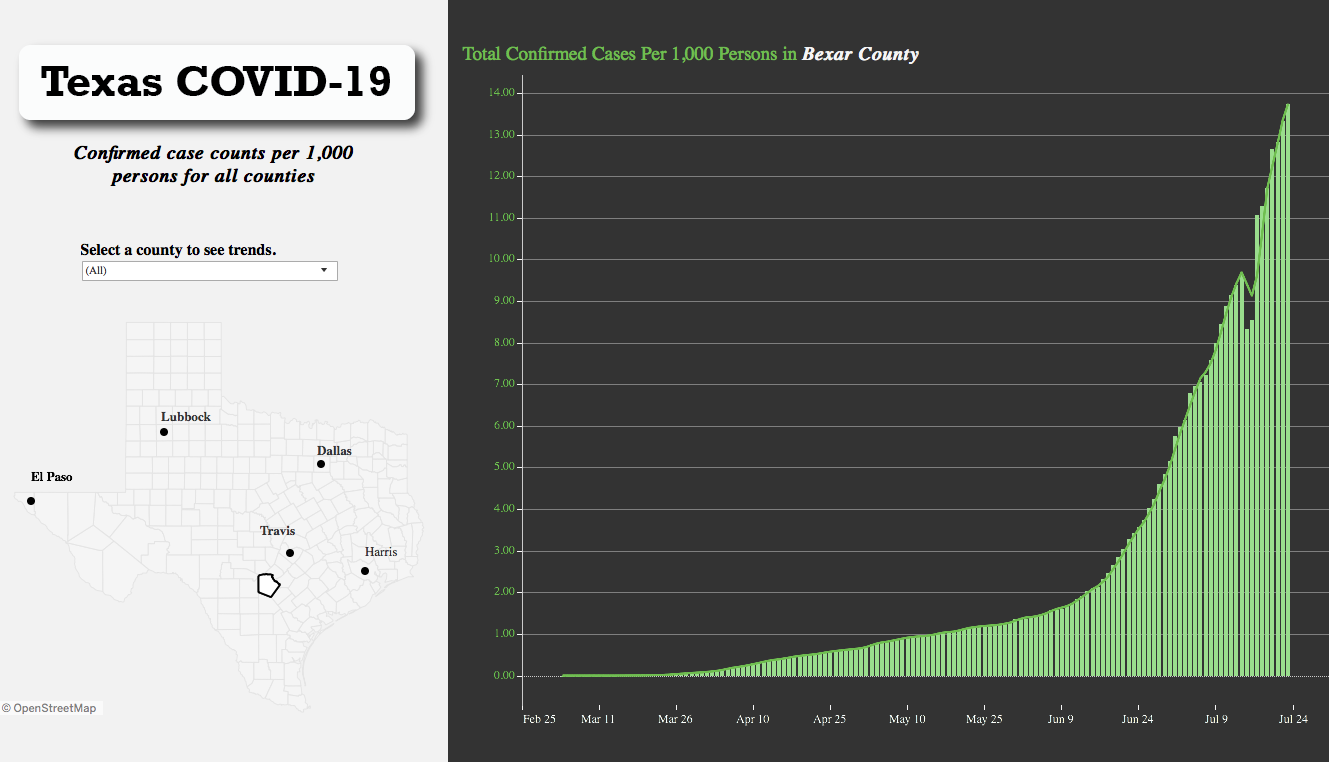 Texas COVID-19
Confirmed case counts per 1,000
persons for all counties
Select a county to see trends.
(All)
Lubbock
Dallas
El Paso
Travis
Harris
© OpenStreetMap
Total Confirmed Cases Per 1,000 Persons in Bexar County
14.00
13.00
12.00
11.00
10.00
9.00
8.00
7.00
6.00
5.00
4.00
3.00
2.00
1.00
0.00
Feb 25 Mar 11 Mar 26 Apr 10 Apr 25 May 10 May 25 Jun 9 Jun 24 Jul 9 Jul 24